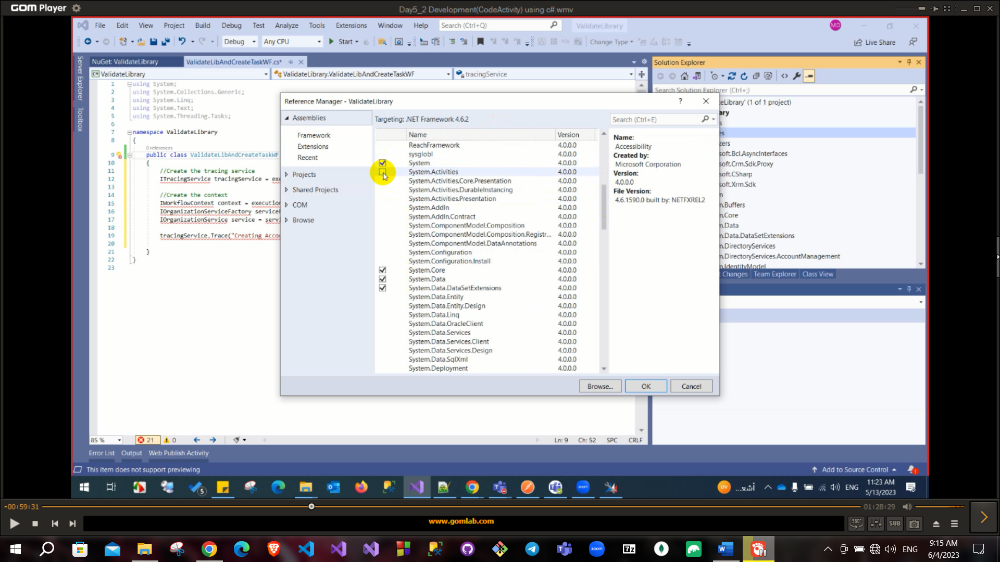 GOM Player
Day5_2 Development(CodeActivity) using c#.wmv
File Edit View Project Build Debug Test Analyze Tools Extensions Window Help Search (Ctrl+Q) ValidateLibrary MD
Debug Any CPU Start Change Type Live Share
Server Explorer
Toolbox
NuGet: ValidateLibrary ValidateLibAndCreateTaskWF.cs*
ValidateLibrary ValidateLibrary.ValidateLibAndCreateTaskWF tracingService
1 using System;
2 using System.Collections.Generic;
3 using System.Linq;
4 using System.Text;
5 using System.Threading.Tasks;
6
7 namespace ValidateLibrary
8 {
0 references
9 public class ValidateLibAndCreateTaskWF
10 {
11 //Create the tracing service
12 ITracingService tracingService = exe
13
14 //Create the context
15 IWorkflowContext context = execution
16 IOrganizationServiceFactory serviceF
17 IOrganizationService service = servi
18
19 tracingService.Trace("Creating Accou
20
21 }
22 }
23
Reference Manager - ValidateLibrary ?
Assemblies
Framework
Extensions
Recent
Projects
Shared Projects
COM
Browse
Targeting: .NET Framework 4.6.2
Search (Ctrl+E)
Name Version
ReachFramework 4.0.0.0
sysglobl 4.0.0.0
System 4.0.0.0
System.Activities 4.0.0.0
System.Activities.Core.Presentation 4.0.0.0
System.Activities.DurableInstancing 4.0.0.0
System.Activities.Presentation 4.0.0.0
System.AddIn 4.0.0.0
System.AddIn.Contract 4.0.0.0
System.ComponentModel.Composition 4.0.0.0
System.ComponentModel.Composition.Registr... 4.0.0.0
System.ComponentModel.DataAnnotations 4.0.0.0
System.Configuration 4.0.0.0
System.Configuration.Install 4.0.0.0
System.Core 4.0.0.0
System.Data 4.0.0.0
System.Data.DataSetExtensions 4.0.0.0
System.Data.Entity 4.0.0.0
System.Data.Entity.Design 4.0.0.0
System.Data.Linq 4.0.0.0
System.Data.OracleClient 4.0.0.0
System.Data.Services 4.0.0.0
System.Data.Services.Client 4.0.0.0
System.Data.Services.Design 4.0.0.0
System.Data.SqlXml 4.0.0.0
System.Deployment 4.0.0.0
Name:
Accessibility
Created by:
Microsoft Corporation
Version:
4.0.0.0
File Version:
4.6.1590.0 built by: NETFXREL2
Browse... OK Cancel
Solution Explorer
Search Solution Explorer (Ctrl+;)
teLibrary' (1 of 1 project)
ary
s
es
zers
soft.Bcl.AsyncInterfaces
soft.Crm.Sdk.Proxy
soft.CSharp
soft.Xrm.Sdk
m
m.Buffers
m.Core
m.Data
m.Data.DataSetExtensions
m.DirectoryServices
m.DirectoryServices.AccountManagement
m.IdentityModel
Changes Team Explorer Class View
85 % 21 0 Ln: 9 Ch: 52 SPC CRLF
Error List Output Web Publish Activity
This item does not support previewing Add to Source Control 1
5 zoom UV أشعـ... ENG 11:23 AM
5/13/2023
-00:59:31 01:28:29
www.gomlab.com
360° SUB
zoom 7z W ENG 9:15 AM
6/4/2023